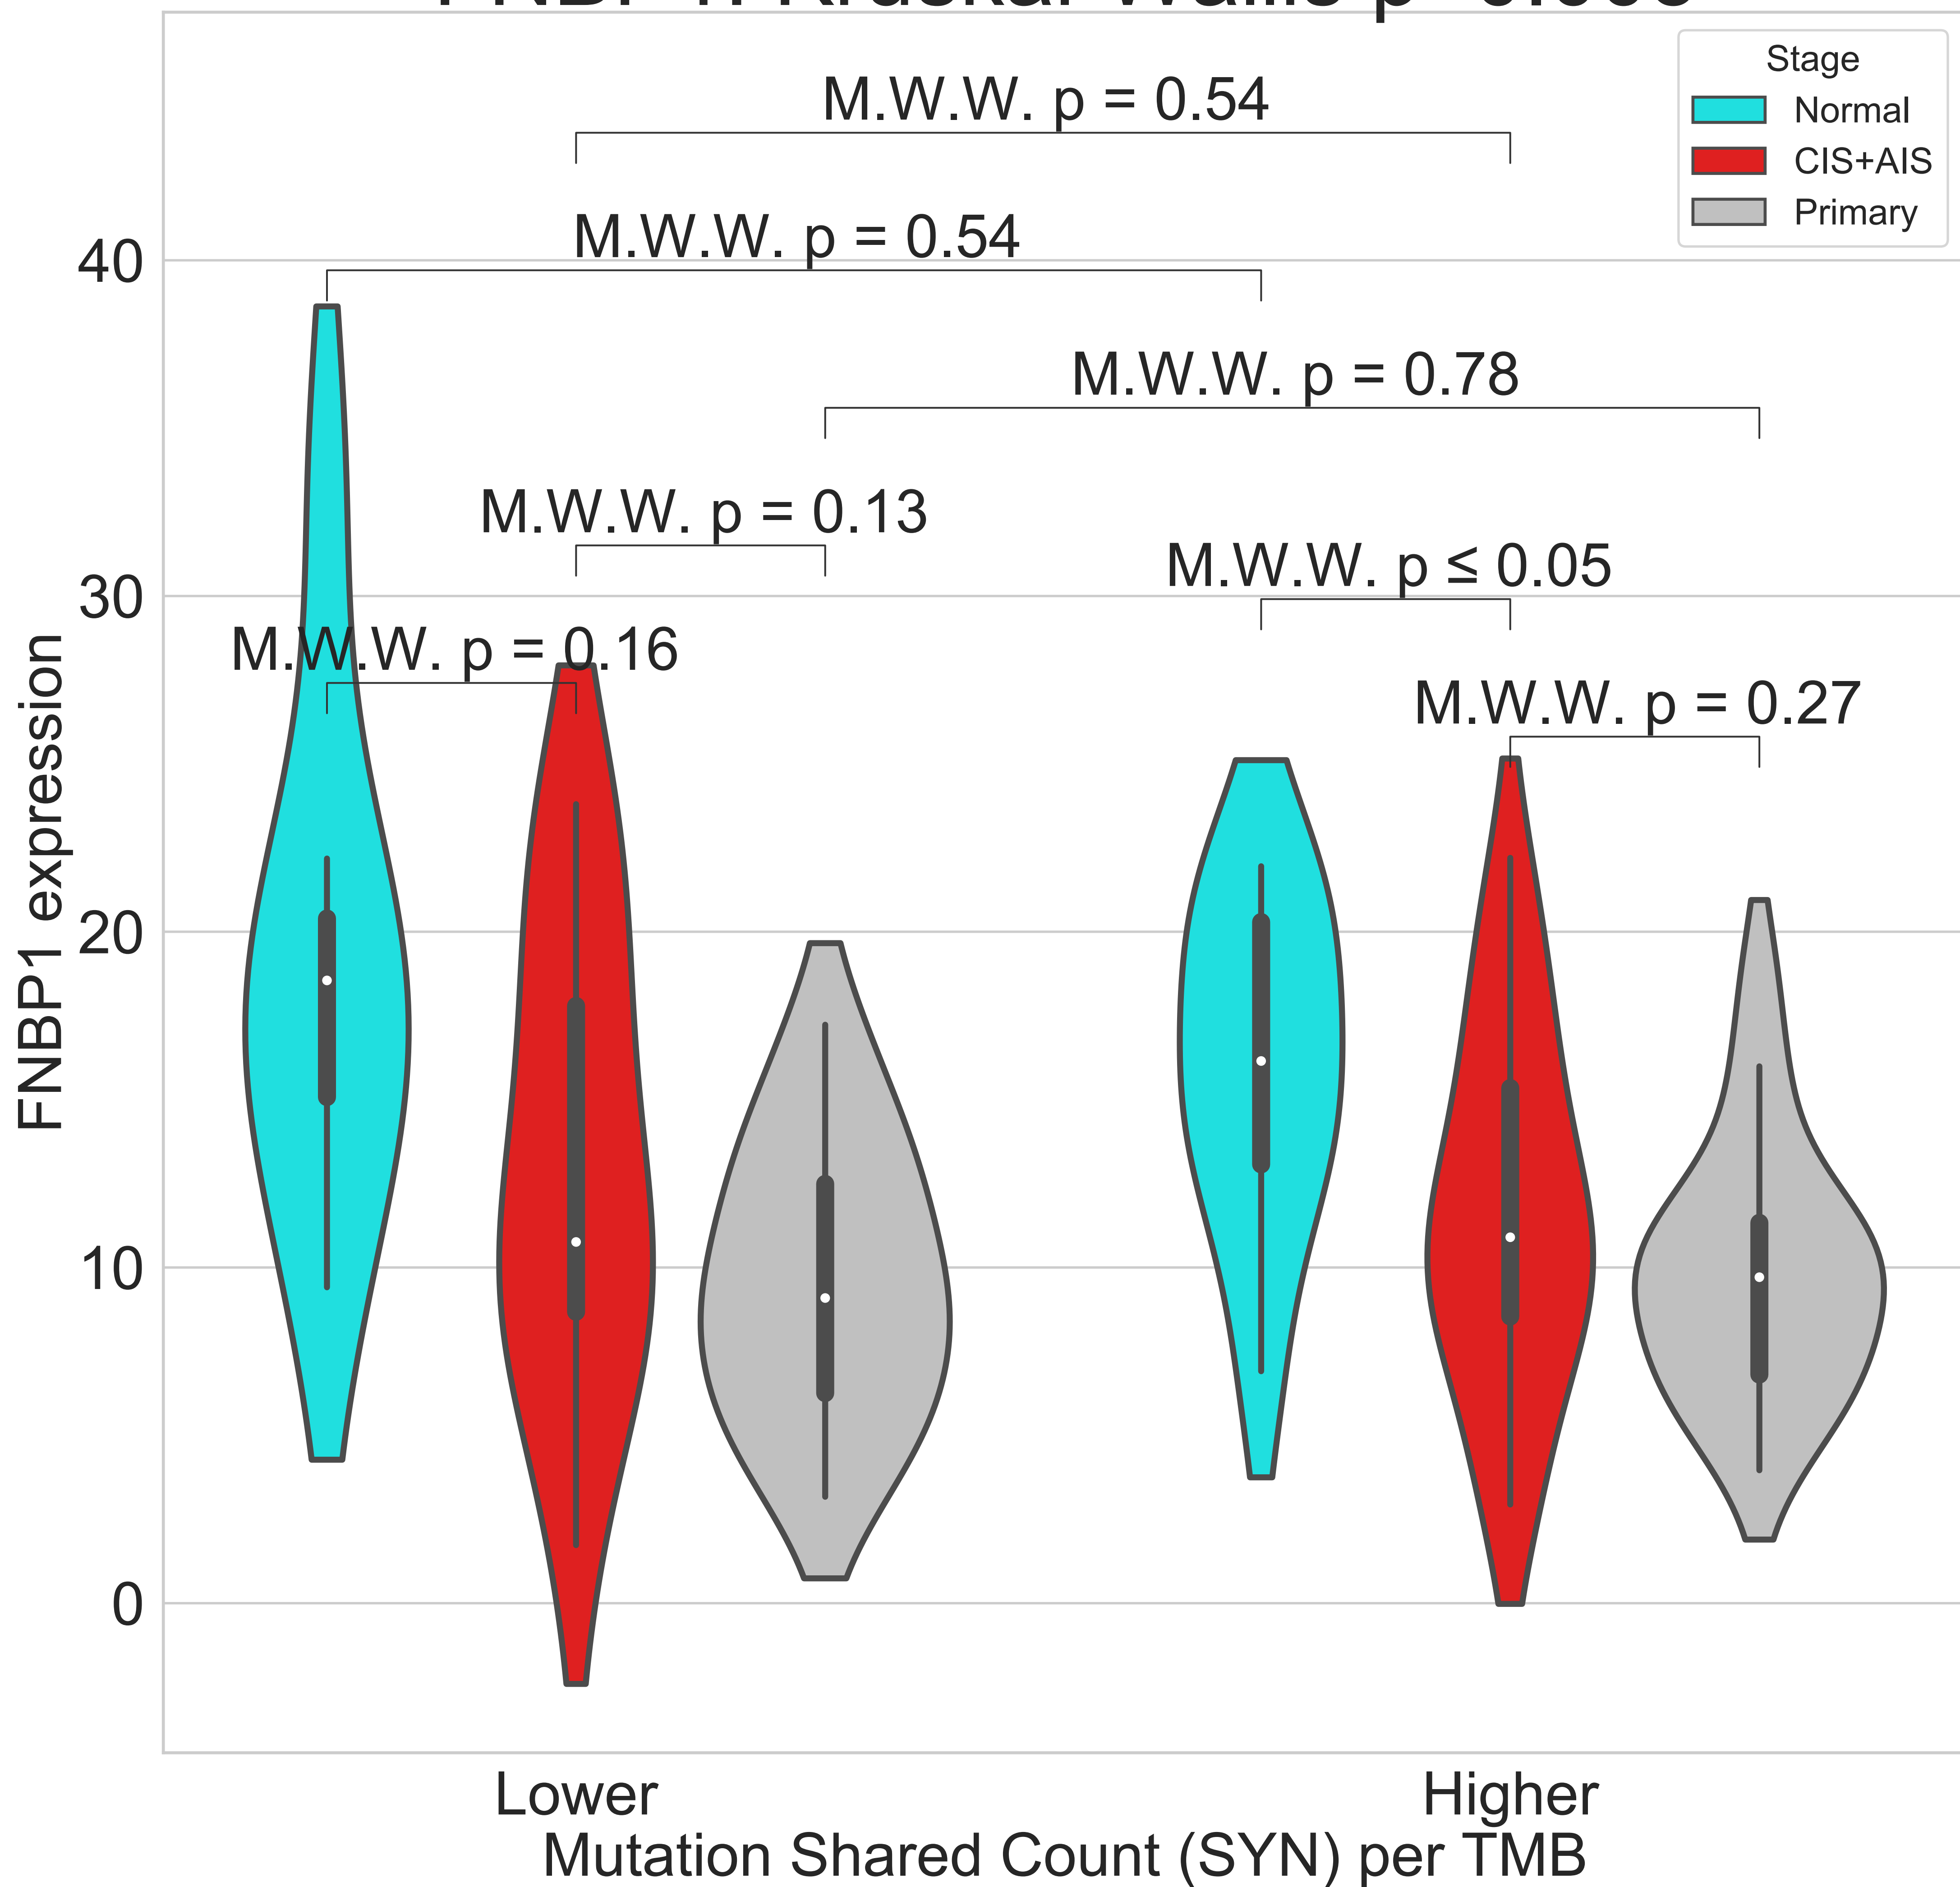 Stage
Normal
CIS+AIS
Primary
M.W.W. p = 0.54
M.W.W. p = 0.54
M.W.W. p = 0.78
M.W.W. p = 0.13
M.W.W. p ≤ 0.05
M.W.W. p = 0.16
M.W.W. p = 0.27
40
30
20
10
0
FNBP1 expression
Lower
Higher
Mutation Shared Count (SYN) per TMB